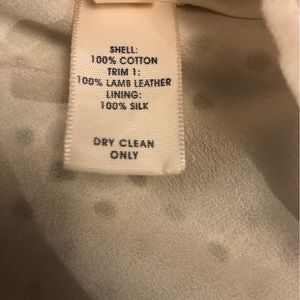 SHELL:
100% COTTON
TRIM 1:
100% LAMB LEATHER
LINING:
100% SILK
DRY CLEAN
ONLY